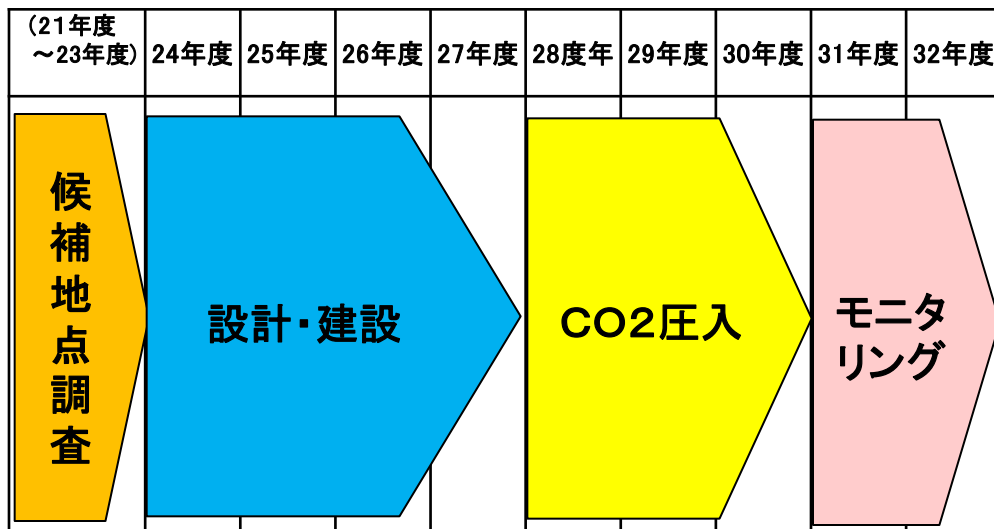 (21年度
～23年度)
24年度
25年度
26年度
27年度
28度年
29年度
30年度
31年度
32年度
候補地点調査
設計・建設
CO2圧入
モニタ
リング